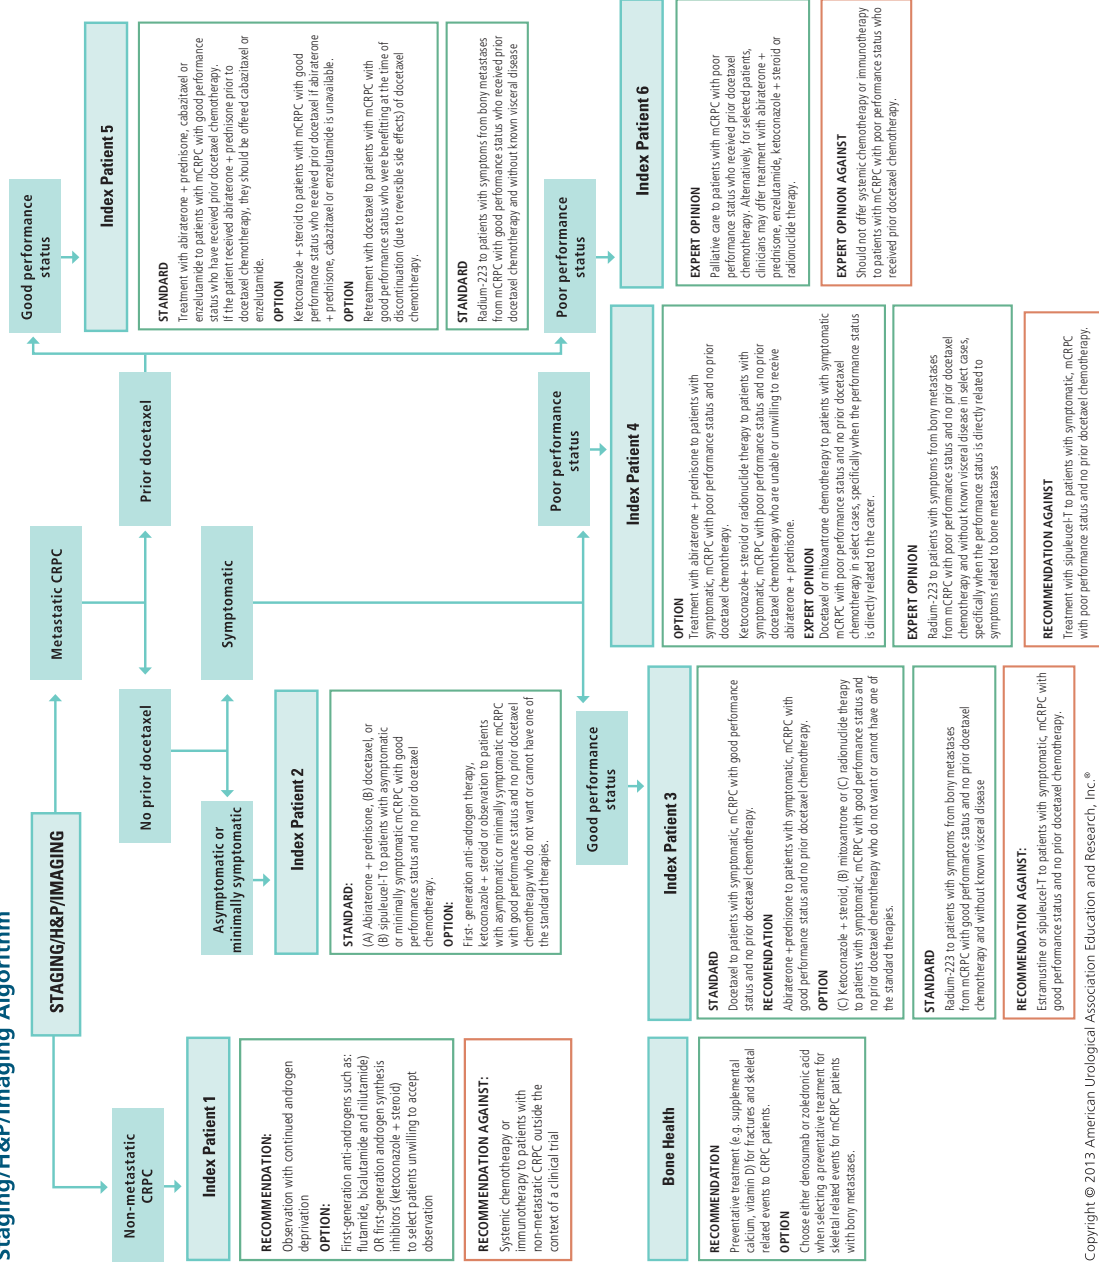 Staging/H&P/Imaging Algorithm
STAGING/H&P/IMAGING
Non-metastatic
CRPC
Index Patient 1
RECOMMENDATION:
Observation with continued androgen
deprivation
OPTION:
First-generation anti-androgens such as:
flutamide, bicalutamide and nilutamide)
OR first-generation androgen synthesis
inhibitors (ketoconazole + steroid)
to select patients unwilling to accept
observation
RECOMMENDATION AGAINST:
Systemic chemotherapy or
immunotherapy to patients with
non-metastatic CRPC outside the
context of a clinical trial
Metastatic CRPC
No prior docetaxel
Prior docetaxel
Asymptomatic or
minimally symptomatic
Symptomatic
Index Patient 2
STANDARD:
(A) Abiraterone + prednisone, (B) docetaxel, or
(B) sipuleucel-T to patients with asymptomatic
or minimally symptomatic mCRPC with good
performance status and no prior docetaxel
chemotherapy.
OPTION:
First- generation anti-androgen therapy,
ketoconazole + steroid or observation to patients
with asymptomatic or minimally symptomatic mCRPC
with good performance status and no prior docetaxel
chemotherapy who do not want or cannot have one of
the standard therapies.
Good performance
status
Index Patient 3
STANDARD
Docetaxel to patients with symptomatic, mCRPC with good performance
status and no prior docetaxel chemotherapy.
RECOMENDATION
Abiraterone +prednisone to patients with symptomatic, mCRPC with
good performance status and no prior docetaxel chemotherapy.
OPTION
(C) Ketoconazole + steroid, (B) mitoxantrone or (C) radionuclide therapy
to patients with symptomatic, mCRPC with good performance status and
no prior docetaxel chemotherapy who do not want or cannot have one of
the standard therapies.
STANDARD
Radium-223 to patients with symptoms from bony metastases
from mCRPC with good performance status and no prior docetaxel
chemotherapy and without known visceral disease
RECOMMENDATION AGAINST:
Estramustine or sipuleucel-T to patients with symptomatic, mCRPC with
good performance status and no prior docetaxel chemotherapy.
Poor performance
status
Index Patient 4
OPTION
Treatment with abiraterone + prednisone to patients with
symptomatic, mCRPC with poor performance status and no prior
docetaxel chemotherapy.
Ketoconazole+ steroid or radionuclide therapy to patients with
symptomatic, mCRPC with poor performance status and no prior
docetaxel chemotherapy who are unable or unwilling to receive
abiraterone + prednisone.
EXPERT OPINION
Docetaxel or mitoxantrone chemotherapy to patients with symptomatic
mCRPC with poor performance status and no prior docetaxel
chemotherapy in select cases, specifically when the performance status
is directly related to the cancer.
EXPERT OPINION
Radium-223 to patients with symptoms from bony metastases
from mCRPC with poor performance status and no prior docetaxel
chemotherapy and without known visceral disease in select cases,
specifically when the performance status is directly related to
symptoms related to bone metastases
RECOMMENDATION AGAINST
Treatment with sipuleucel-T to patients with symptomatic, mCRPC
with poor performance status and no prior docetaxel chemotherapy.
Good performance
status
Index Patient 5
STANDARD
Treatment with abiraterone + prednisone, cabazitaxel or
enzelutamide to patients with mCRPC with good performance
status who have received prior docetaxel chemotherapy.
If the patient received abiraterone + prednisone prior to
docetaxel chemotherapy, they should be offered cabazitaxel or
enzelutamide.
OPTION
Ketoconazole + steroid to patients with mCRPC with good
performance status who received prior docetaxel if abiraterone
+ prednisone, cabazitaxel or enzelutamide is unavailable.
OPTION
Retreatment with docetaxel to patients with mCRPC with
good performance status who were benefitting at the time of
discontinuation (due to reversible side effects) of docetaxel
chemotherapy.
STANDARD
Radium-223 to patients with symptoms from bony metastases
from mCRPC with good performance status who received prior
docetaxel chemotherapy and without known visceral disease
Poor performance
status
Index Patient 6
EXPERT OPINION
Palliative care to patients with mCRPC with poor
performance status who received prior docetaxel
chemotherapy. Alternatively, for selected patients,
clinicians may offer treatment with abiraterone +
prednisone, enzelutamide, ketoconazole + steroid or
radionuclide therapy.
EXPERT OPINION AGAINST
Should not offer systemic chemotherapy or immunotherapy
to patients with mCRPC with poor performance status who
received prior docetaxel chemotherapy.
Bone Health
RECOMMENDATION
Preventative treatment (e.g. supplemental
calcium, vitamin D) for fractures and skeletal
related events to CRPC patients.
OPTION
Choose either denosumab or zoledronic acid
when selecting a preventative treatment for
skeletal related events for mCRPC patients
with bony metastases.
Copyright © 2013 American Urological Association Education and Research, Inc.®